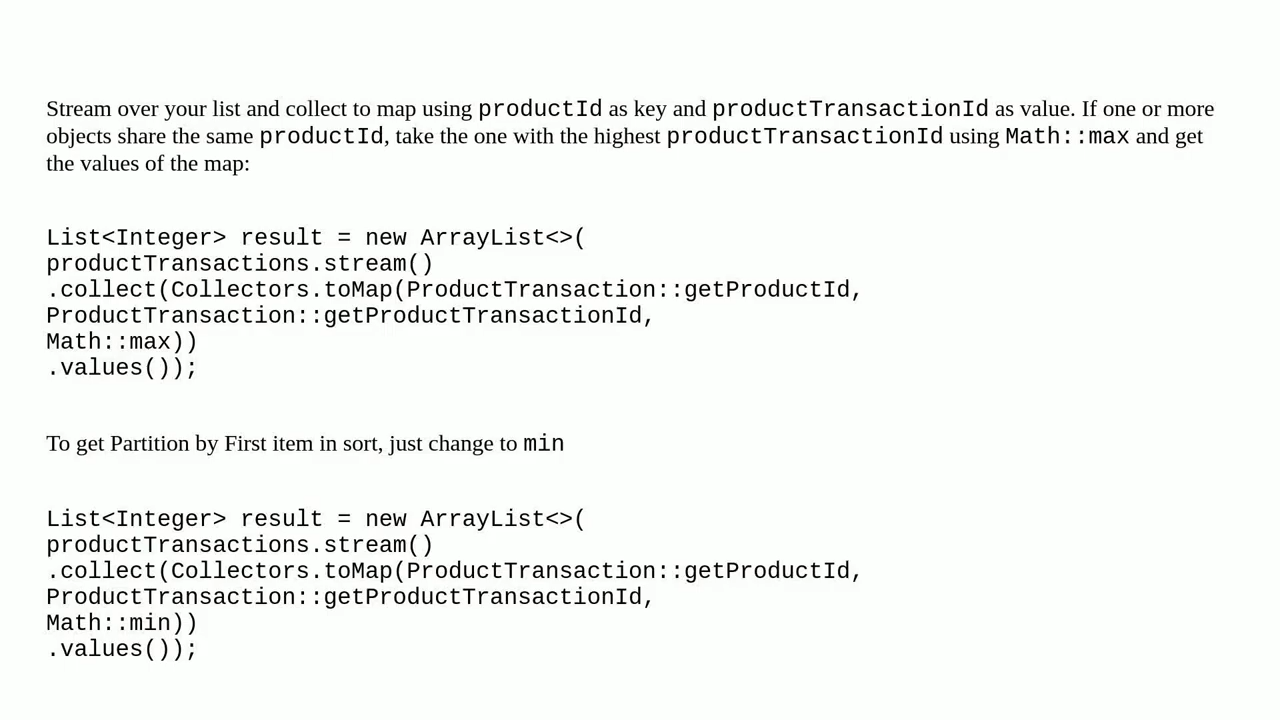 Stream over your list and collect to map using productId as key and productTransactionId as value. If one or more
objects share the same productId, take the one with the highest productTransactionId using Math::max and get
the values of the map:
List<Integer> result = new ArrayList<>(
productTransactions.stream()
.collect(Collectors.toMap(ProductTransaction::getProductId,
ProductTransaction::getProductTransactionId,
Math::max))
.values());
To get Partition by First item in sort, just change to min
List<Integer> result = new ArrayList<>(
productTransactions.stream()
.collect(Collectors.toMap(ProductTransaction::getProductId,
ProductTransaction::getProductTransactionId,
Math::min))
.values());